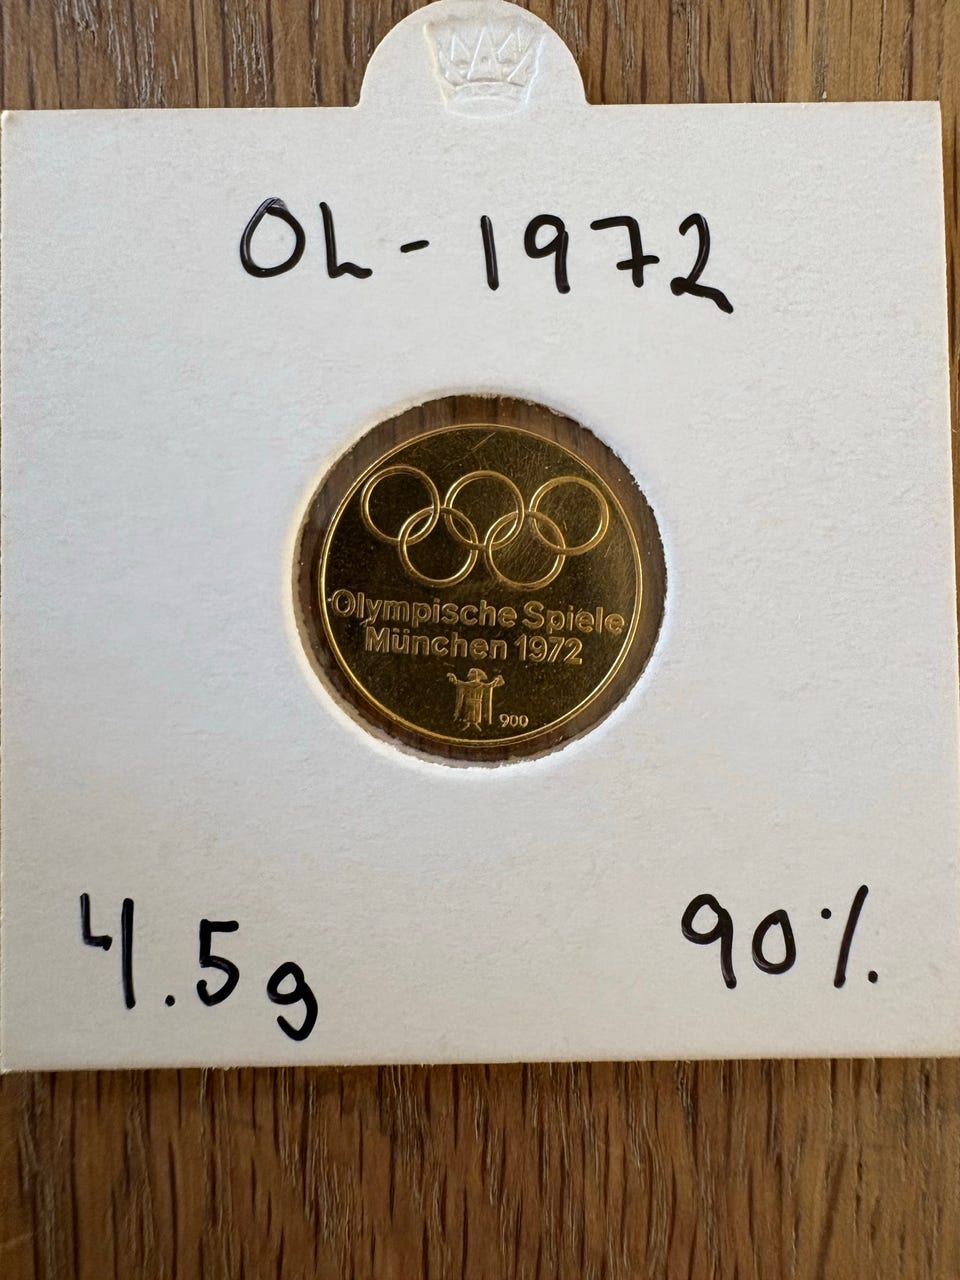 OL-1972
Olympische Spiele
München 1972
900
4.5g
90%